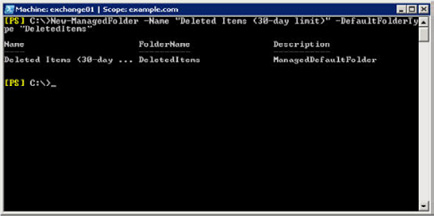 Machine: exchange01 | Scope: example.com
[PS] C:\>New-ManagedFolder -Name "Deleted Items (30-day limit)" -DefaultFolderTy
pe "DeletedItems"
Name FolderName Description
Deleted Items (30-day ... DeletedItems ManagedDefaultFolder
[PS] C:\>_